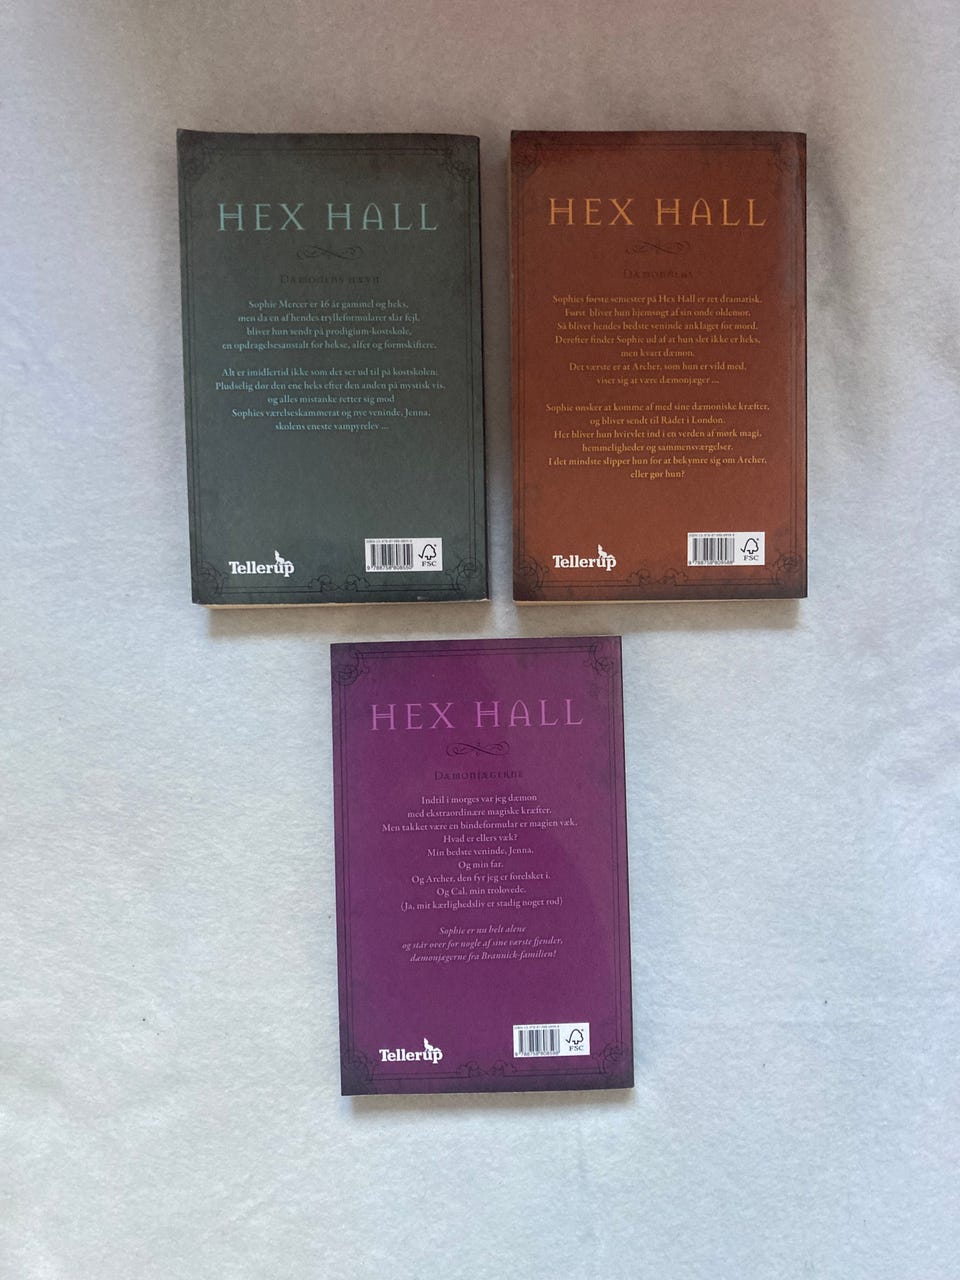 HEX HALL
DÆMONENS HÆVN
Sophie Mercer er 16 år gammel og heks,
men da en af hendes trylleformularer slår fejl,
bliver hun sendt på prodigium-kostskole,
en opdragelsesanstalt for hekse, alfer og formskiftere.
Alt er imidlertid ikke som det ser ud til på kostskolen.
Pludselig dør den ene heks efter den anden på mystisk vis,
og alles mistanke retter sig mod
Sophies værelseskammerat og nye veninde, Jenna,
skolens eneste vampyrelev ...
Tellerup
FSC
HEX HALL
Sophies første semester på Hex Hall er ret dramatisk.
Først bliver hun hjemsøgt af sin onde oldemor.
Så bliver hendes bedste veninde anklaget for mord.
Derefter finder Sophie ud af at hun slet ikke er heks,
men kvart dæmon.
Det værste er at Archer, som hun er vild med,
viser sig at være dæmonjæger ...
Sophie ønsker at komme af med sine dæmoniske kræfter,
og bliver sendt til Rådet i London.
Her bliver hun hvirvlet ind i en verden af mørk magi,
hemmeligheder og sammensværgelser.
I det mindste slipper hun for at bekymre sig om Archer,
eller gør hun?
Tellerup
FSC
HEX HALL
DÆMONJÆGERNE
Indtil i morges var jeg dæmon
med ekstraordinære magiske kræfter.
Men takket være en bindeformular er magien væk.
Hvad er ellers væk?
Min bedste veninde, Jenna.
Og min far.
Og Archer, den fyr jeg er forelsket i.
Og Cal, min trolovede.
(Ja, mit kærlighedsliv er stadig noget rod)
Sophie er nu helt alene
og står over for nogle af sine værste fjender,
dæmonjægerne fra Brannick-familien!
Tellerup
FSC